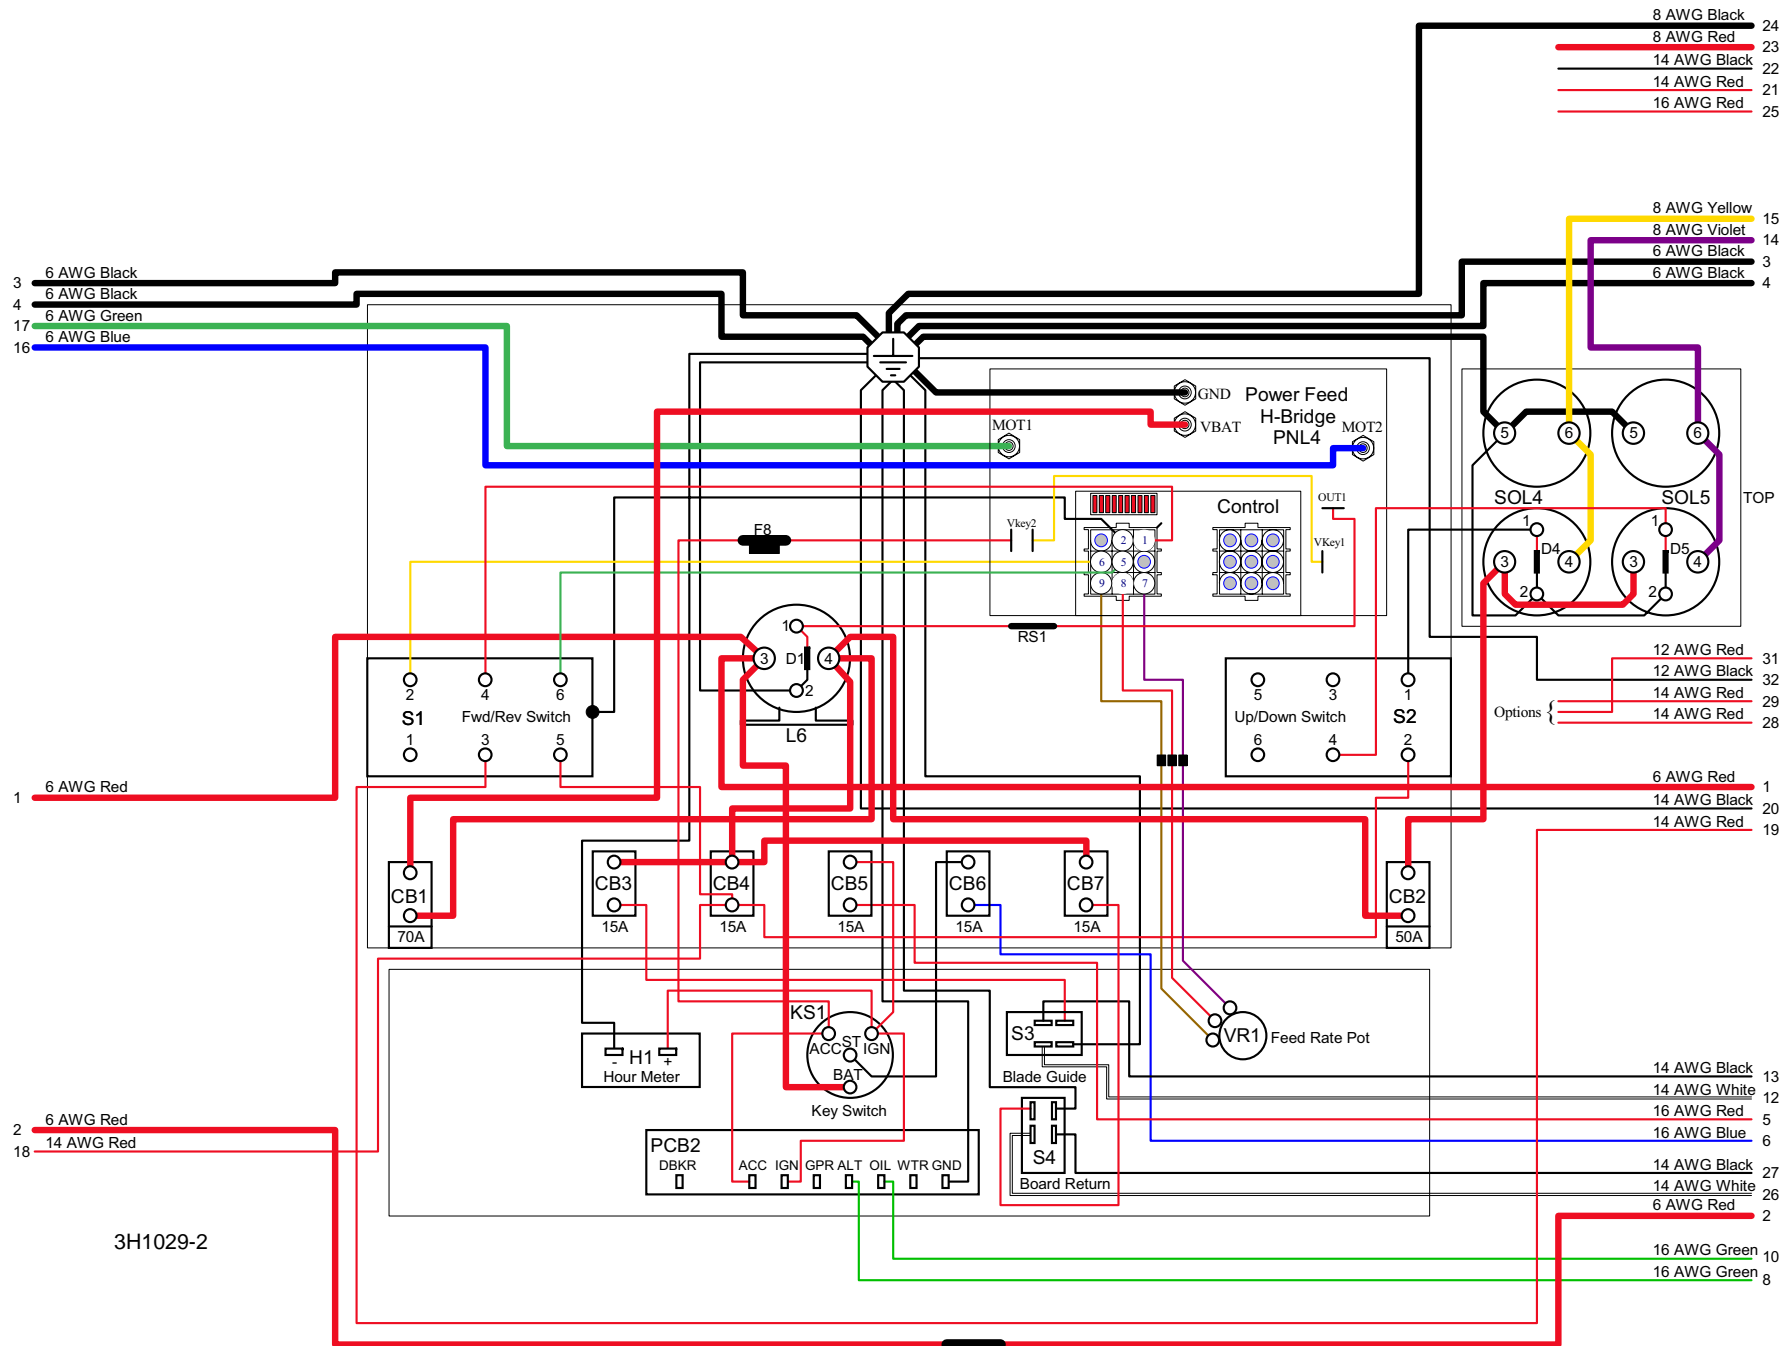 8 AWG Black 24
8 AWG Red 23
14 AWG Black 22
14 AWG Red 21
16 AWG Red 25
8 AWG Yellow 15
8 AWG Violet 14
6 AWG Black 3
6 AWG Black 4
3 6 AWG Black
4 6 AWG Black
17 6 AWG Green
16 6 AWG Blue
GND
VBAT
Power Feed
H-Bridge
PNL4
MOT1
MOT2
5 6 5 6
SOL4 SOL5
TOP
Control
OUT1
F8
Vkey2
VKey1
2 1
6 5
9 8 7
1 D4 3 4 2
1 D5 3 4 2
RS1
1
3 D1 4
2
L6
2 4 6
S1 Fwd/Rev Switch
1 3 5
5 3 1
Up/Down Switch S2
6 4 2
12 AWG Red 31
12 AWG Black 32
14 AWG Red 29
Options {
14 AWG Red 28
1 6 AWG Red
6 AWG Red 1
14 AWG Black 20
14 AWG Red 19
CB1
70A
CB3
15A
CB4
15A
CB5
15A
CB6
15A
CB7
15A
CB2
50A
KS1
ACC ST IGN
BAT
Key Switch
- H1 +
Hour Meter
S3
Blade Guide
VR1 Feed Rate Pot
S4
Board Return
14 AWG Black 13
14 AWG White 12
16 AWG Red 5
16 AWG Blue 6
14 AWG Black 27
14 AWG White 26
6 AWG Red 2
2 6 AWG Red
18 14 AWG Red
PCB2
DBKR ACC IGN GPR ALT OIL WTR GND
3H1029-2
16 AWG Green 10
16 AWG Green 8